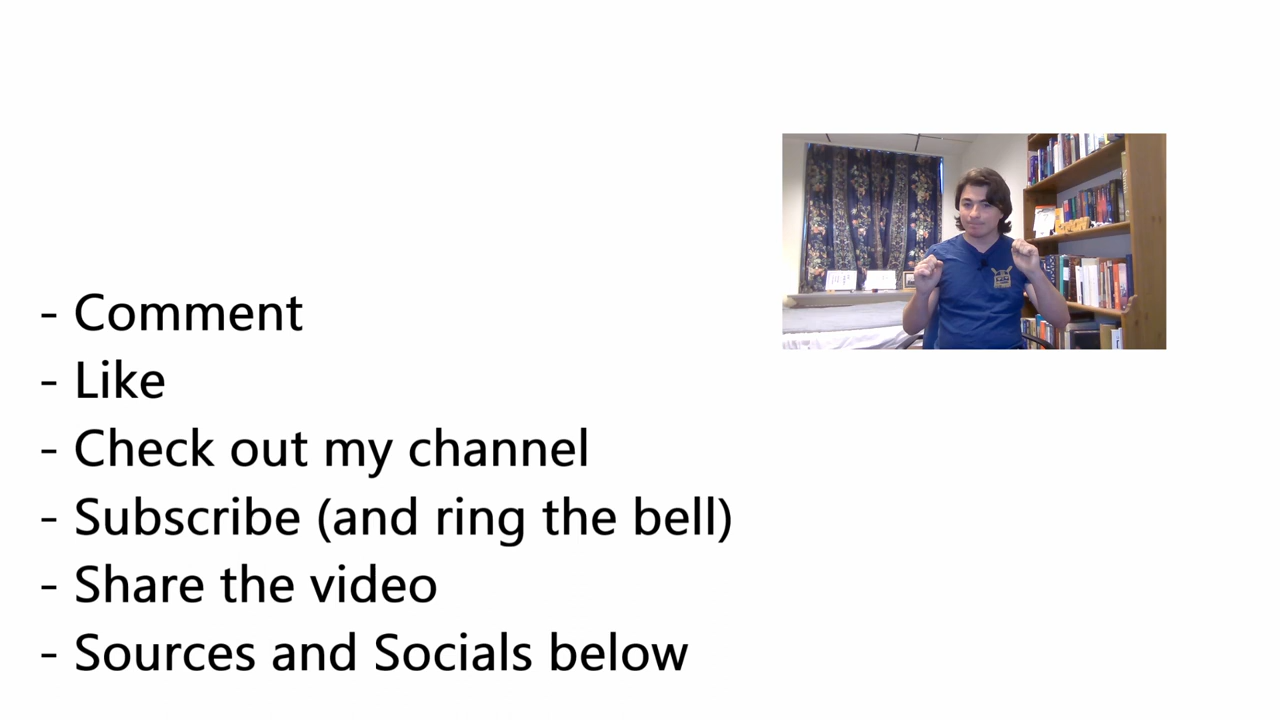 - Comment
- Like
- Check out my channel
- Subscribe (and ring the bell)
- Share the video
- Sources and Socials below